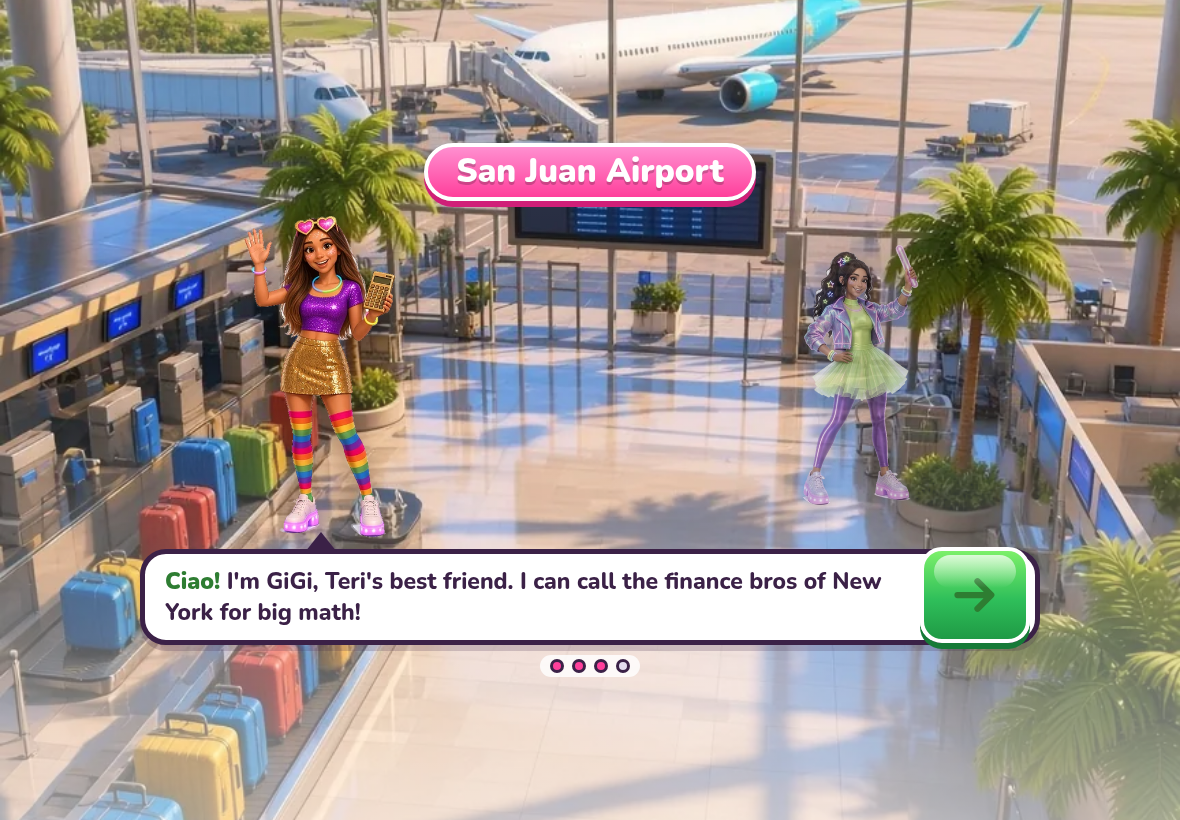 San Juan Airport
Ciao! I'm GiGi, Teri's best friend. I can call the finance bros of New
York for big math!